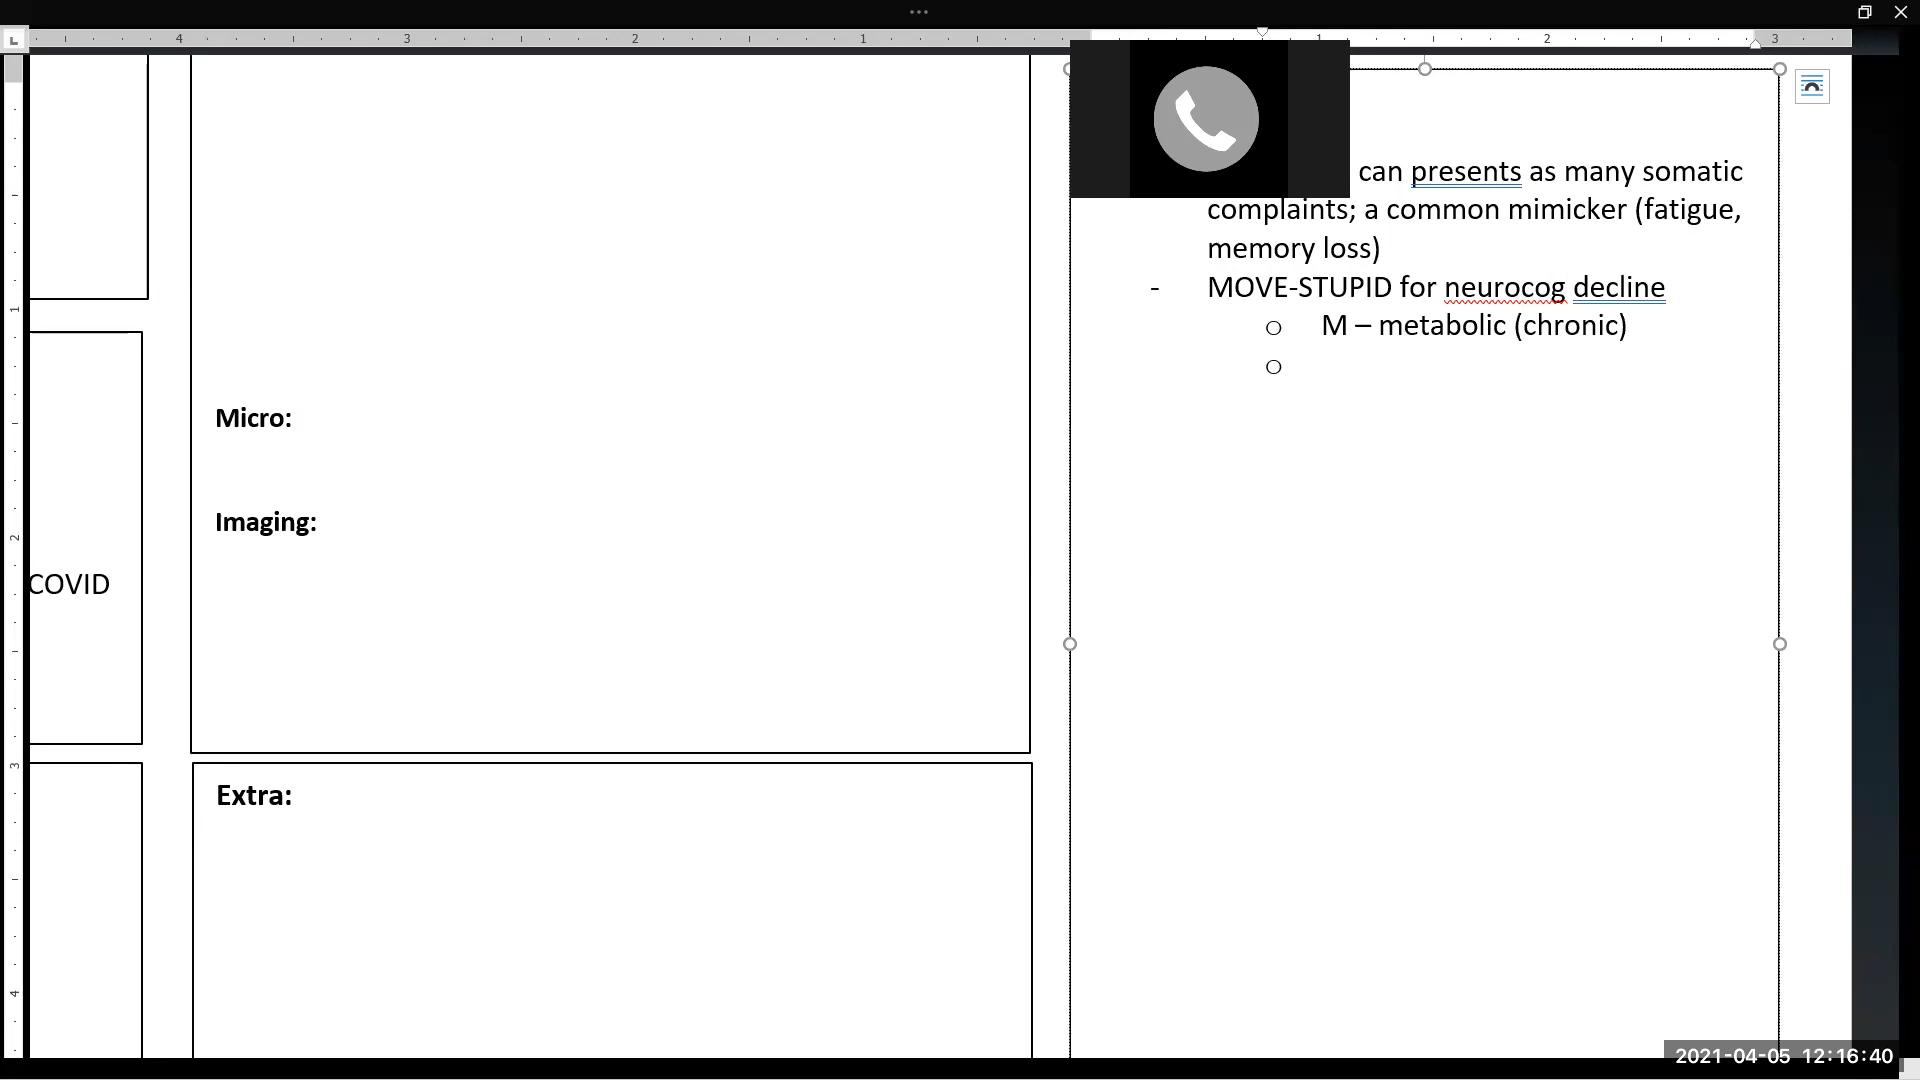 4 3 2 1 1 2 3
COVID
Micro:
Imaging:
Extra:
can presents as many somatic
complaints; a common mimicker (fatigue,
memory loss)
- MOVE-STUPID for neurocog decline
○ M – metabolic (chronic)
○
1
2
3
4
2021-04-05 12:16:40